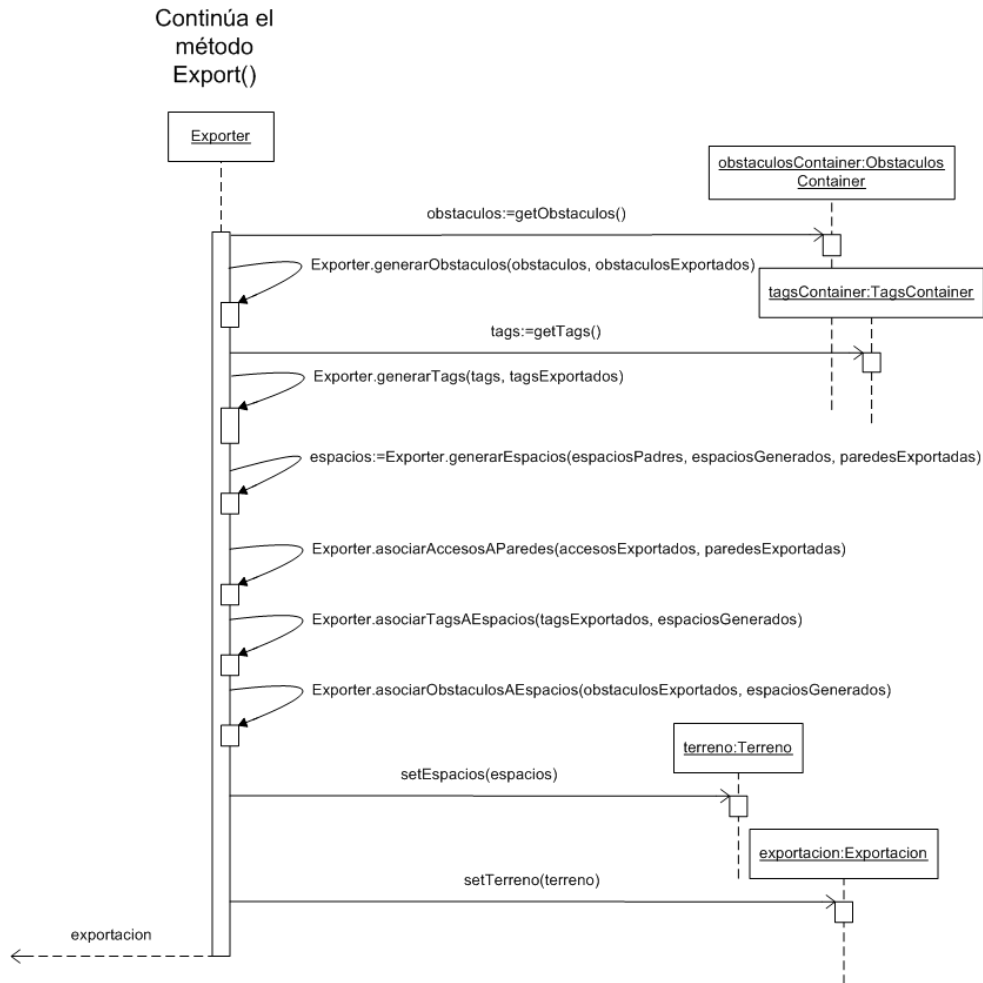 Continúa el
método
Export()
Exporter
obstaculosContainer:Obstaculos
Container
obstaculos:=getObstaculos()
Exporter.generarObstaculos(obstaculos, obstaculosExportados)
tagsContainer:TagsContainer
tags:=getTags()
Exporter.generarTags(tags, tagsExportados)
espacios:=Exporter.generarEspacios(espaciosPadres, espaciosGenerados, paredesExportadas)
Exporter.asociarAccesosAParedes(accesosExportados, paredesExportadas)
Exporter.asociarTagsAEspacios(tagsExportados, espaciosGenerados)
Exporter.asociarObstaculosAEspacios(obstaculosExportados, espaciosGenerados)
terreno:Terreno
setEspacios(espacios)
exportacion:Exportacion
setTerreno(terreno)
exportacion